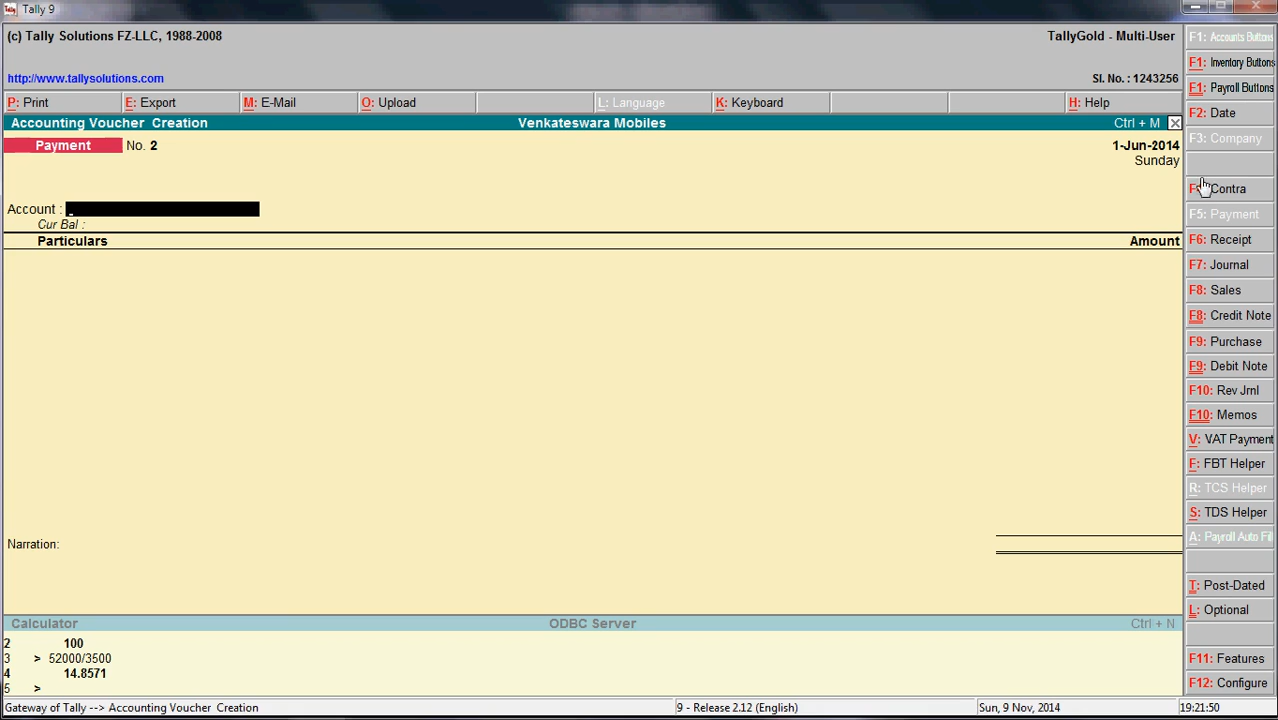 Tally Tally 9
(c) Tally Solutions FZ-LLC, 1988-2008
TallyGold - Multi-User
http://www.tallysolutions.com
Sl. No. : 1243256
P: Print
E: Export
M: E-Mail
O: Upload
L: Language
K: Keyboard
H: Help
Accounting Voucher Creation
Venkateswara Mobiles
Ctrl + M
Payment
No. 2
1-Jun-2014
Sunday
Account :
Cur Bal :
Particulars
Amount
Narration:
Calculator
ODBC Server
Ctrl + N
2 100
3 > 52000/3500
4 14.8571
5 >
Gateway of Tally --> Accounting Voucher Creation
9 - Release 2.12 (English)
Sun, 9 Nov, 2014
19:21:50
F1: Accounts Buttons
F1: Inventory Buttons
F1: Payroll Buttons
F2: Date
F3: Company
Contra
F5: Payment
F6: Receipt
F7: Journal
F8: Sales
F8: Credit Note
F9: Purchase
F9: Debit Note
F10: Rev Jrnl
F10: Memos
V: VAT Payment
F: FBT Helper
R: TCS Helper
S: TDS Helper
A: Payroll Auto Fill
T: Post-Dated
L: Optional
F11: Features
F12: Configure